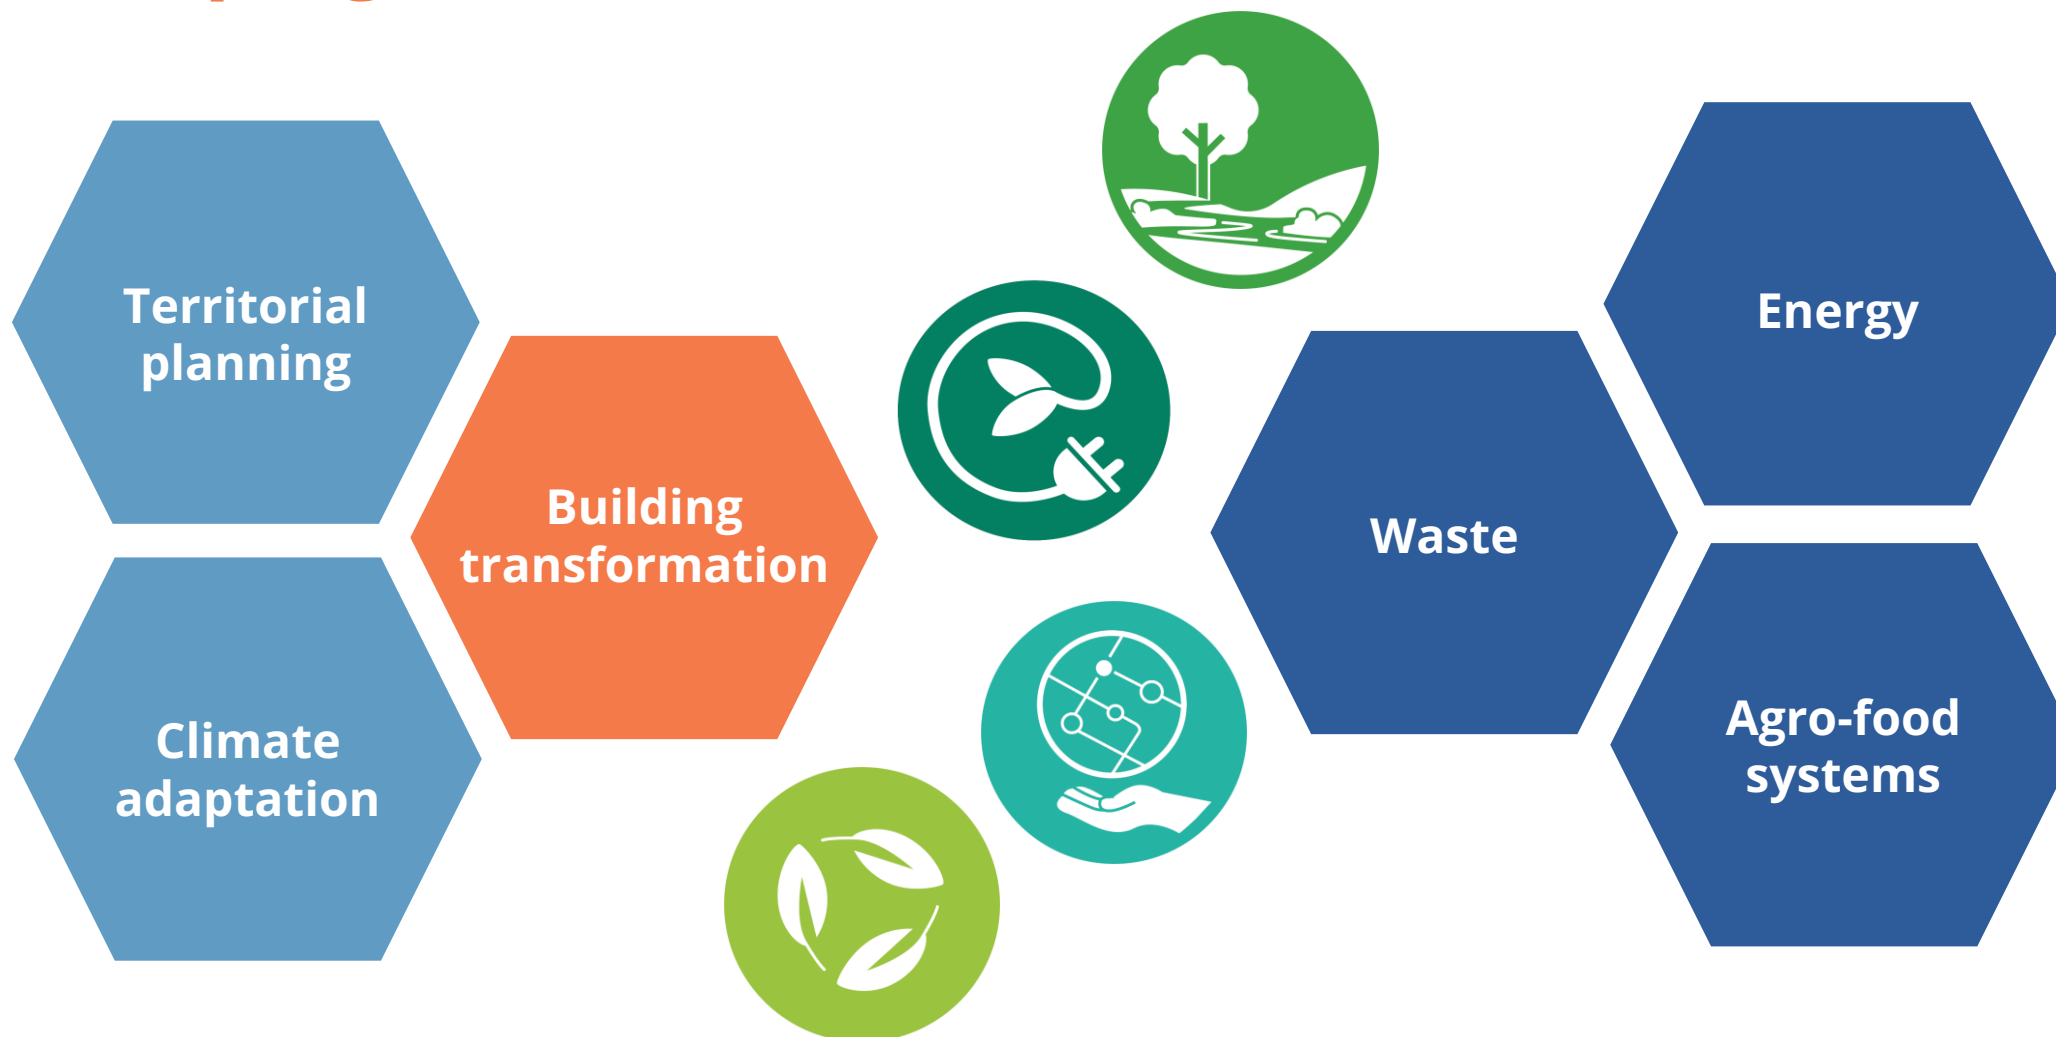 Territorial
planning
Building
transformation
Climate
adaptation
Energy
Waste
Agro-food
systems